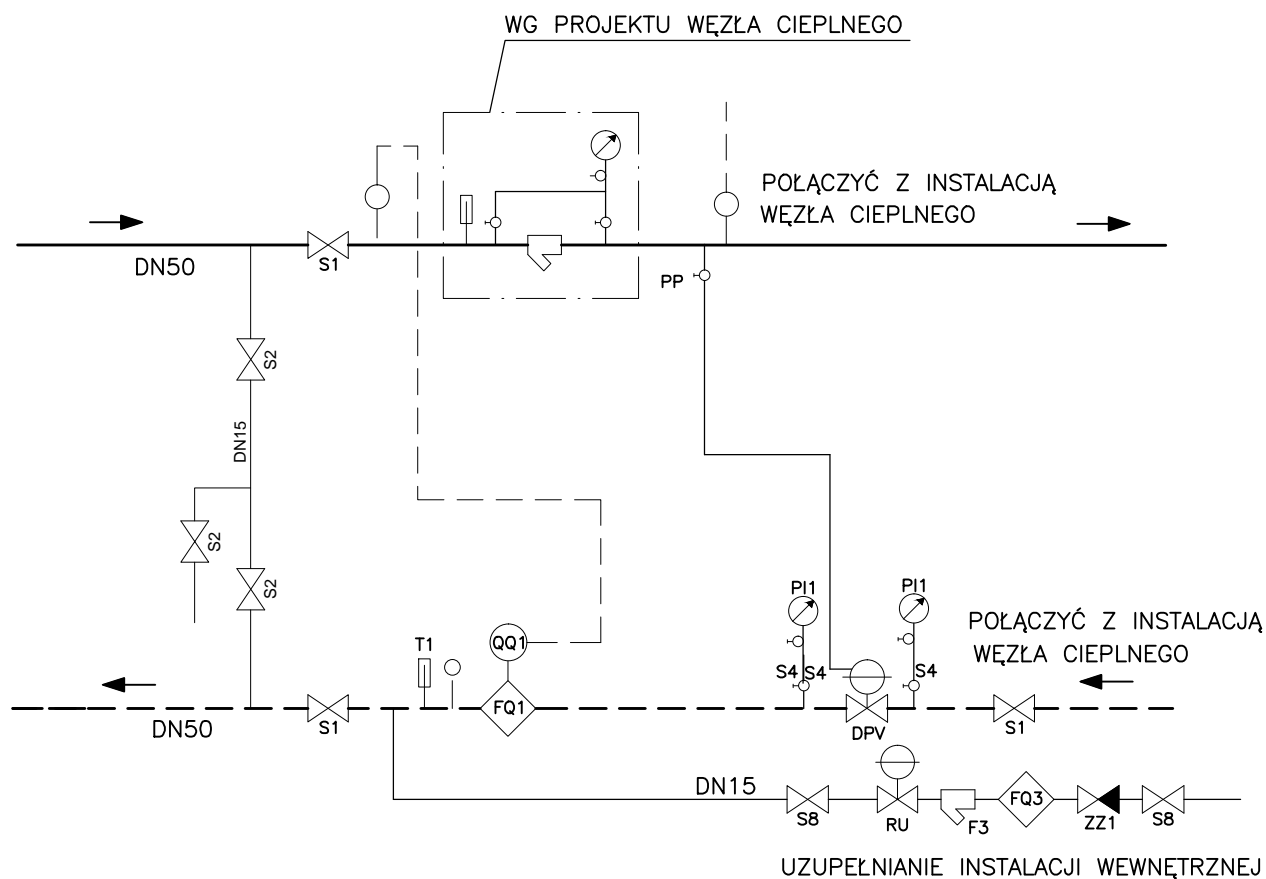 WG PROJEKTU WĘZŁA CIEPLNEGO
POŁĄCZYĆ Z INSTALACJĄ
WĘZŁA CIEPLNEGO
DN50
S1
PP
S2
DN15
S2
S2
PI1
PI1
POŁĄCZYĆ Z INSTALACJĄ
WĘZŁA CIEPLNEGO
T1
QQ1
S4
S4
S4
FQ1
DN50
S1
DPV
S1
DN15
S8
RU
F3
FQ3
ZZ1
S8
UZUPEŁNIANIE INSTALACJI WEWNĘTRZNEJ